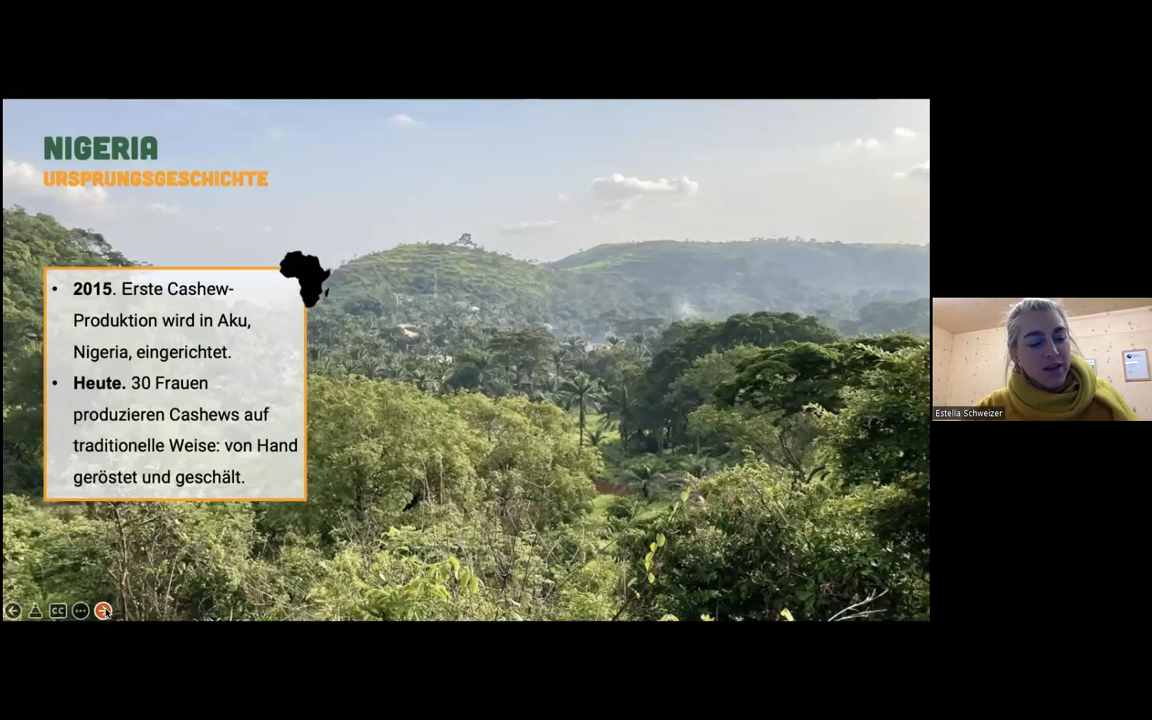 NIGERIA
URSPRUNGSGESCHICHTE
• 2015. Erste Cashew-
Produktion wird in Aku,
Nigeria, eingerichtet.
• Heute. 30 Frauen
produzieren Cashews auf
traditionelle Weise: von Hand
geröstet und geschält.
Estella Schweizer
CC